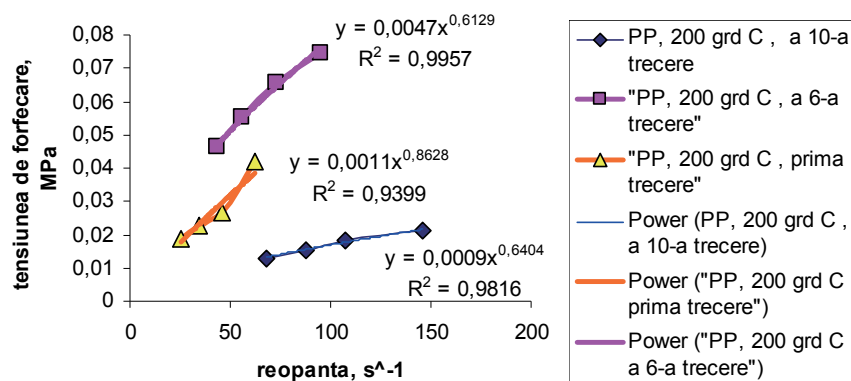 tensiunea de forfecare,
MPa
0,08
0,07
0,06
0,05
0,04
0,03
0,02
0,01
0
0 50 100 150 200
reopanta, s^-1
y = 0,0047x^0,6129
R² = 0,9957
y = 0,0011x^0,8628
R² = 0,9399
y = 0,0009x^0,6404
R² = 0,9816
PP, 200 grd C , a 10-a
trecere
"PP, 200 grd C , a 6-a
trecere"
"PP, 200 grd C , prima
trecere"
Power (PP, 200 grd C ,
a 10-a trecere)
Power ("PP, 200 grd C
prima trecere")
Power ("PP, 200 grd C
a 6-a trecere")